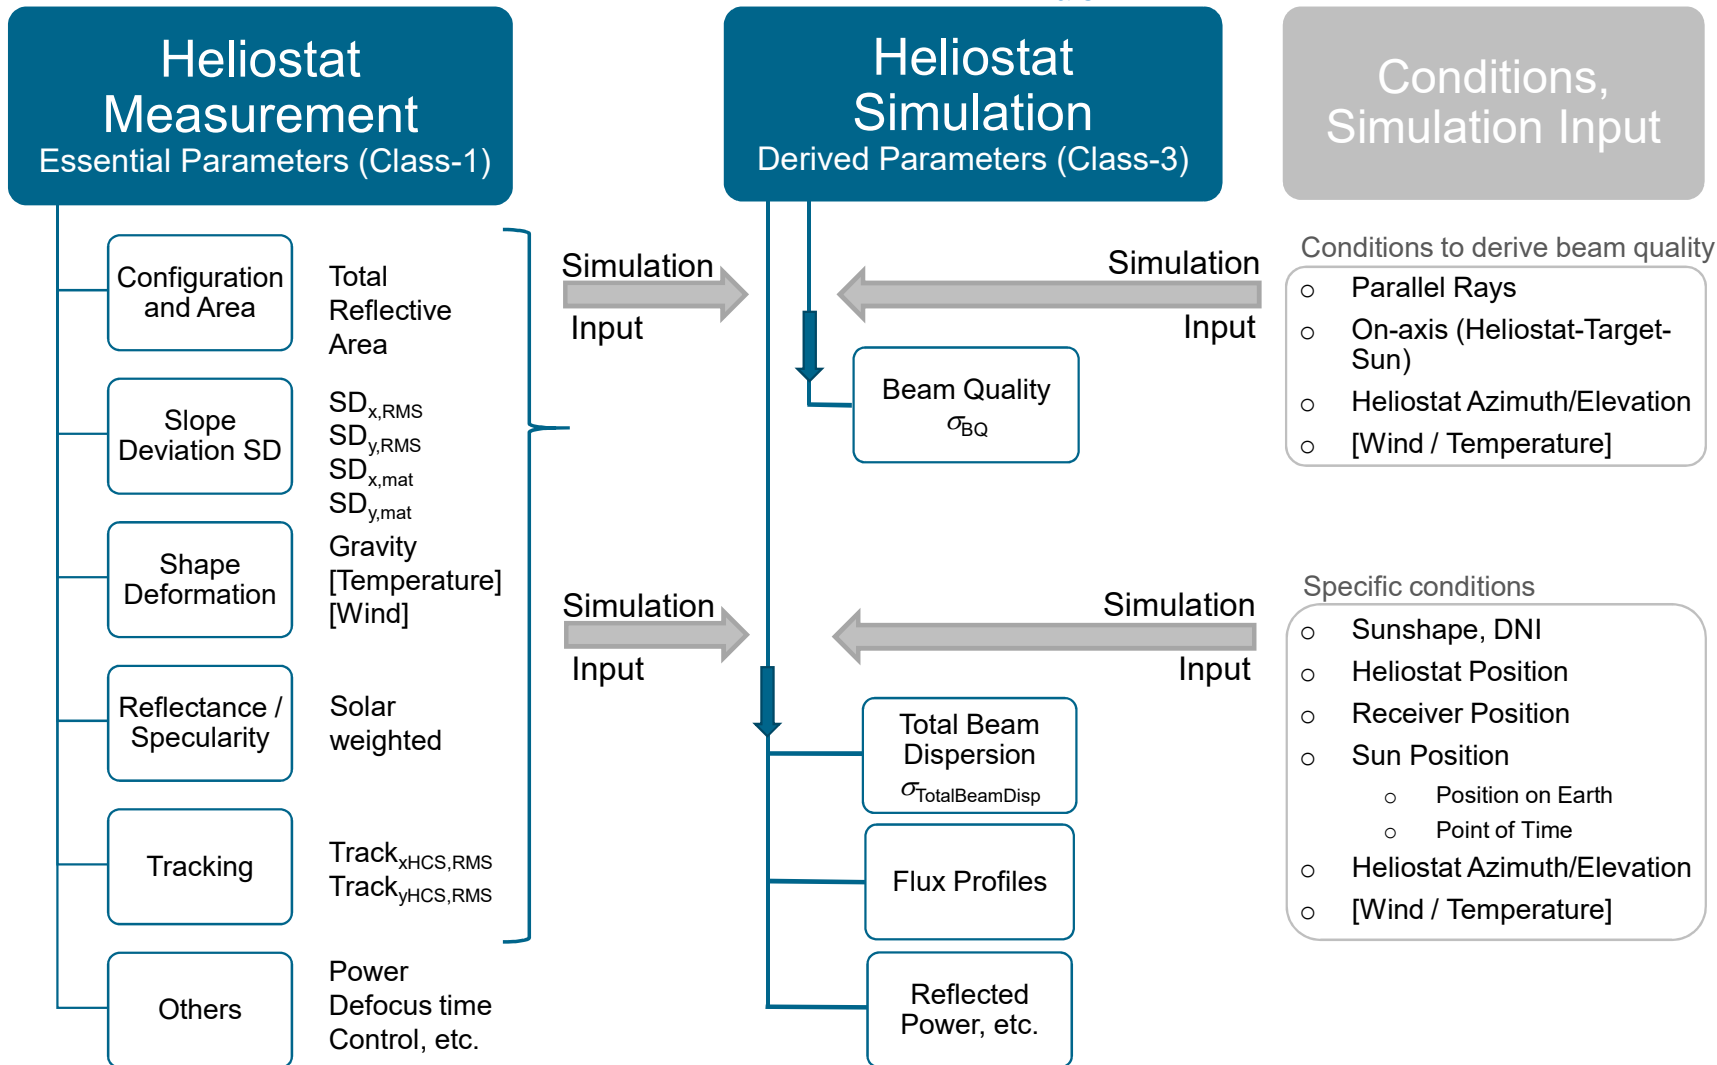 Heliostat
Measurement
Essential Parameters (Class-1)
Configuration
and Area
Total
Reflective
Area
Slope
Deviation SD
SDx,RMS
SDy,RMS
SDx,mat
SDy,mat
Shape
Deformation
Gravity
[Temperature]
[Wind]
Reflectance /
Specularity
Solar
weighted
Tracking
TrackxHCS,RMS
TrackyHCS,RMS
Others
Power
Defocus time
Control, etc.
Simulation
Input
Simulation
Input
Heliostat
Simulation
Derived Parameters (Class-3)
Beam Quality
σBQ
Total Beam
Dispersion
σTotalBeamDisp
Flux Profiles
Reflected
Power, etc.
Simulation
Input
Simulation
Input
Conditions,
Simulation Input
Conditions to derive beam quality
○ Parallel Rays
○ On-axis (Heliostat-Target-
Sun)
○ Heliostat Azimuth/Elevation
○ [Wind / Temperature]
Specific conditions
○ Sunshape, DNI
○ Heliostat Position
○ Receiver Position
○ Sun Position
○ Position on Earth
○ Point of Time
○ Heliostat Azimuth/Elevation
○ [Wind / Temperature]